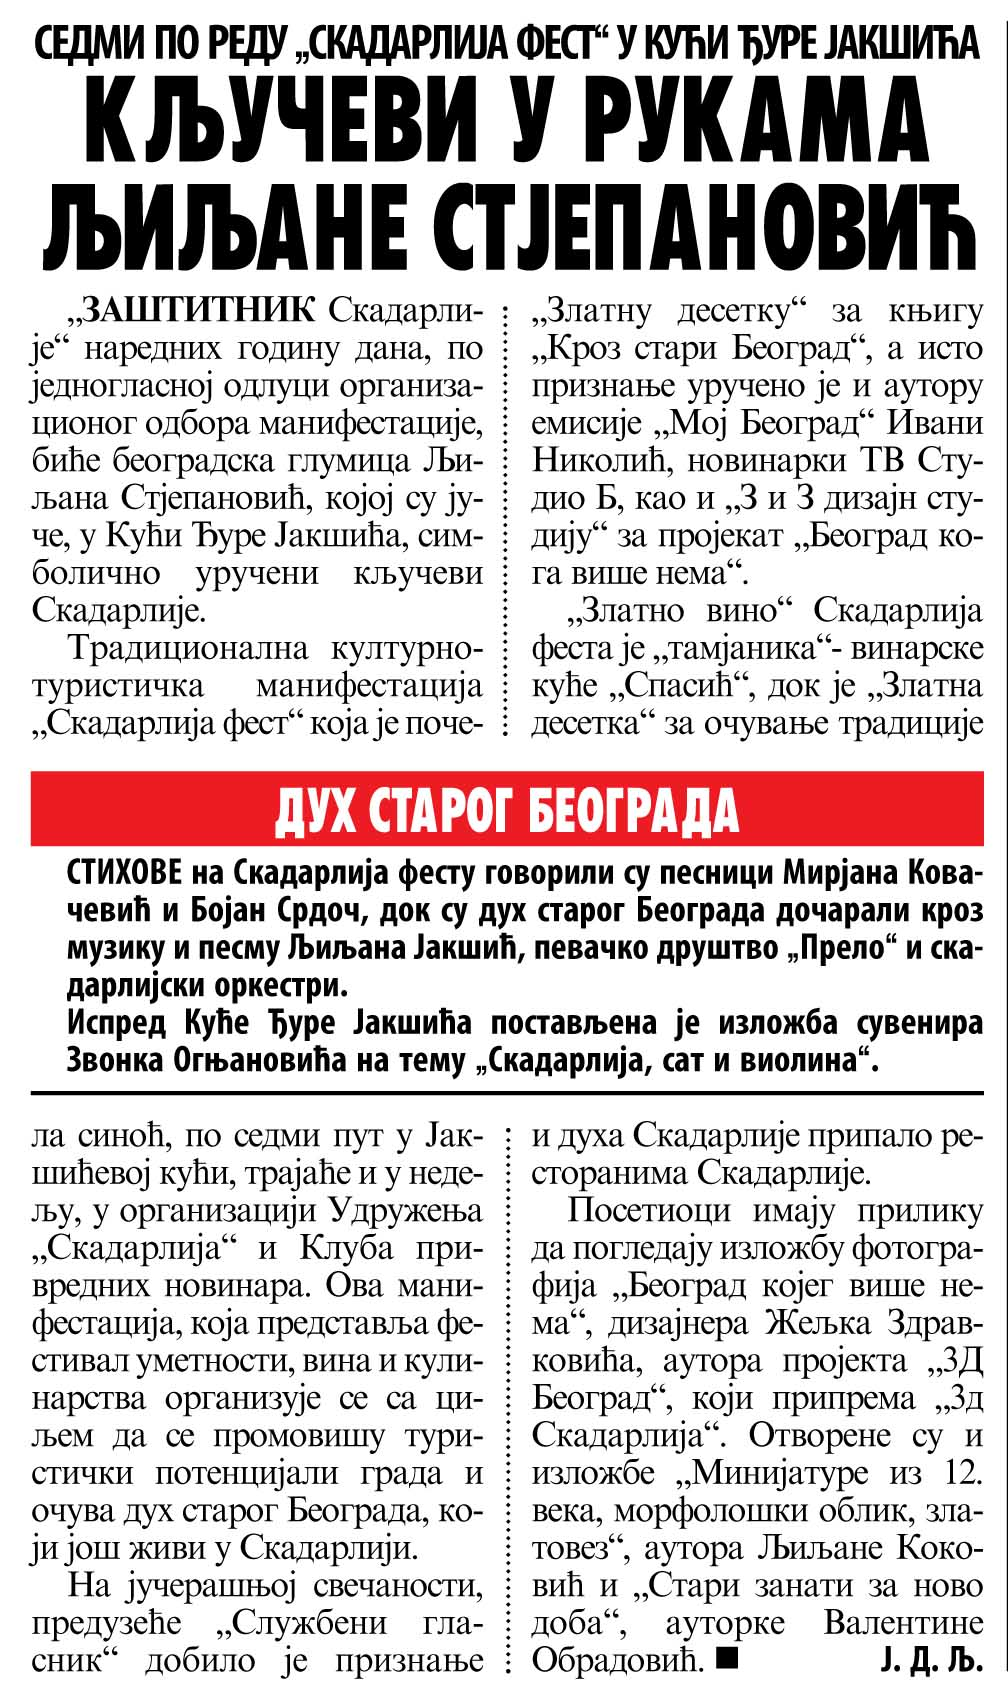 СЕДМИ ПО РЕДУ „СКАДАРЛИЈА ФЕСТ“ У КУЋИ ЂУРЕ ЈАКШИЋА
КЉУЧЕВИ У РУКАМА
ЉИЉАНЕ СТЈЕПАНОВИЋ
„ЗАШТИТНИК Скадарли-
је“ наредних годину дана, по
једногласној одлуци организа-
ционог одбора манифестације,
биће београдска глумица Љи-
љана Стјепановић, којој су ју-
че, у Кући Ђуре Јакшића, сим-
болично уручени кључеви
Скадарлије.
Традиционална културно-
туристичка манифестација
„Скадарлија фест“ која је поче-
ла синоћ, по седми пут у Јак-
шићевој кући, трајаће и у неде-
љу, у организацији Удружења
„Скадарлија“ и Клуба при-
вредних новинара. Ова мани-
фестација, која представља фе-
стивал уметности, вина и кули-
нарства организује се са ци-
љем да се промовишу тури-
стички потенцијали града и
очува дух старог Београда, ко-
ји још живи у Скадарлији.
На јучерашњој свечаности,
предузеће „Службени гла-
сник“ добило је признање
„Златну десетку“ за књигу
„Кроз стари Београд“, а исто
признање уручено је и аутору
емисије „Мој Београд“ Ивани
Николић, новинарки ТВ Сту-
дио Б, као и „З и З дизајн сту-
дију“ за пројекат „Београд ко-
га више нема“.
„Златно вино“ Скадарлија
феста је „тамјаника“- винарске
куће „Спасић“, док је „Златна
десетка“ за очување традиције
и духа Скадарлије припало ре-
сторанима Скадарлије.
Посетиоци имају прилику
да погледају изложбу фотогра-
фија „Београд којег више не-
ма“, дизајнера Жељка Здрав-
ковића, аутора пројекта „3Д
Београд“, који припрема „3д
Скадарлија“. Отворене су и
изложбе „Минијатуре из 12.
века, морфолошки облик, зла-
товез“, аутора Љиљане Коко-
вић и „Стари занати за ново
доба“, ауторке Валентине
Обрадовић. ■ Ј. Д. Љ.
ДУХ СТАРОГ БЕОГРАДА
СТИХОВЕ на Скадарлија фесту говорили су песници Мирјана Кова-
чевић и Бојан Срдоч, док су дух старог Београда дочарали кроз
музику и песму Љиљана Јакшић, певачко друштво „Прело“ и ска-
дарлијски оркестри.
Испред Куће Ђуре Јакшића постављена је изложба сувенира
Звонка Огњановића на тему „Скадарлија, сат и виолина“.